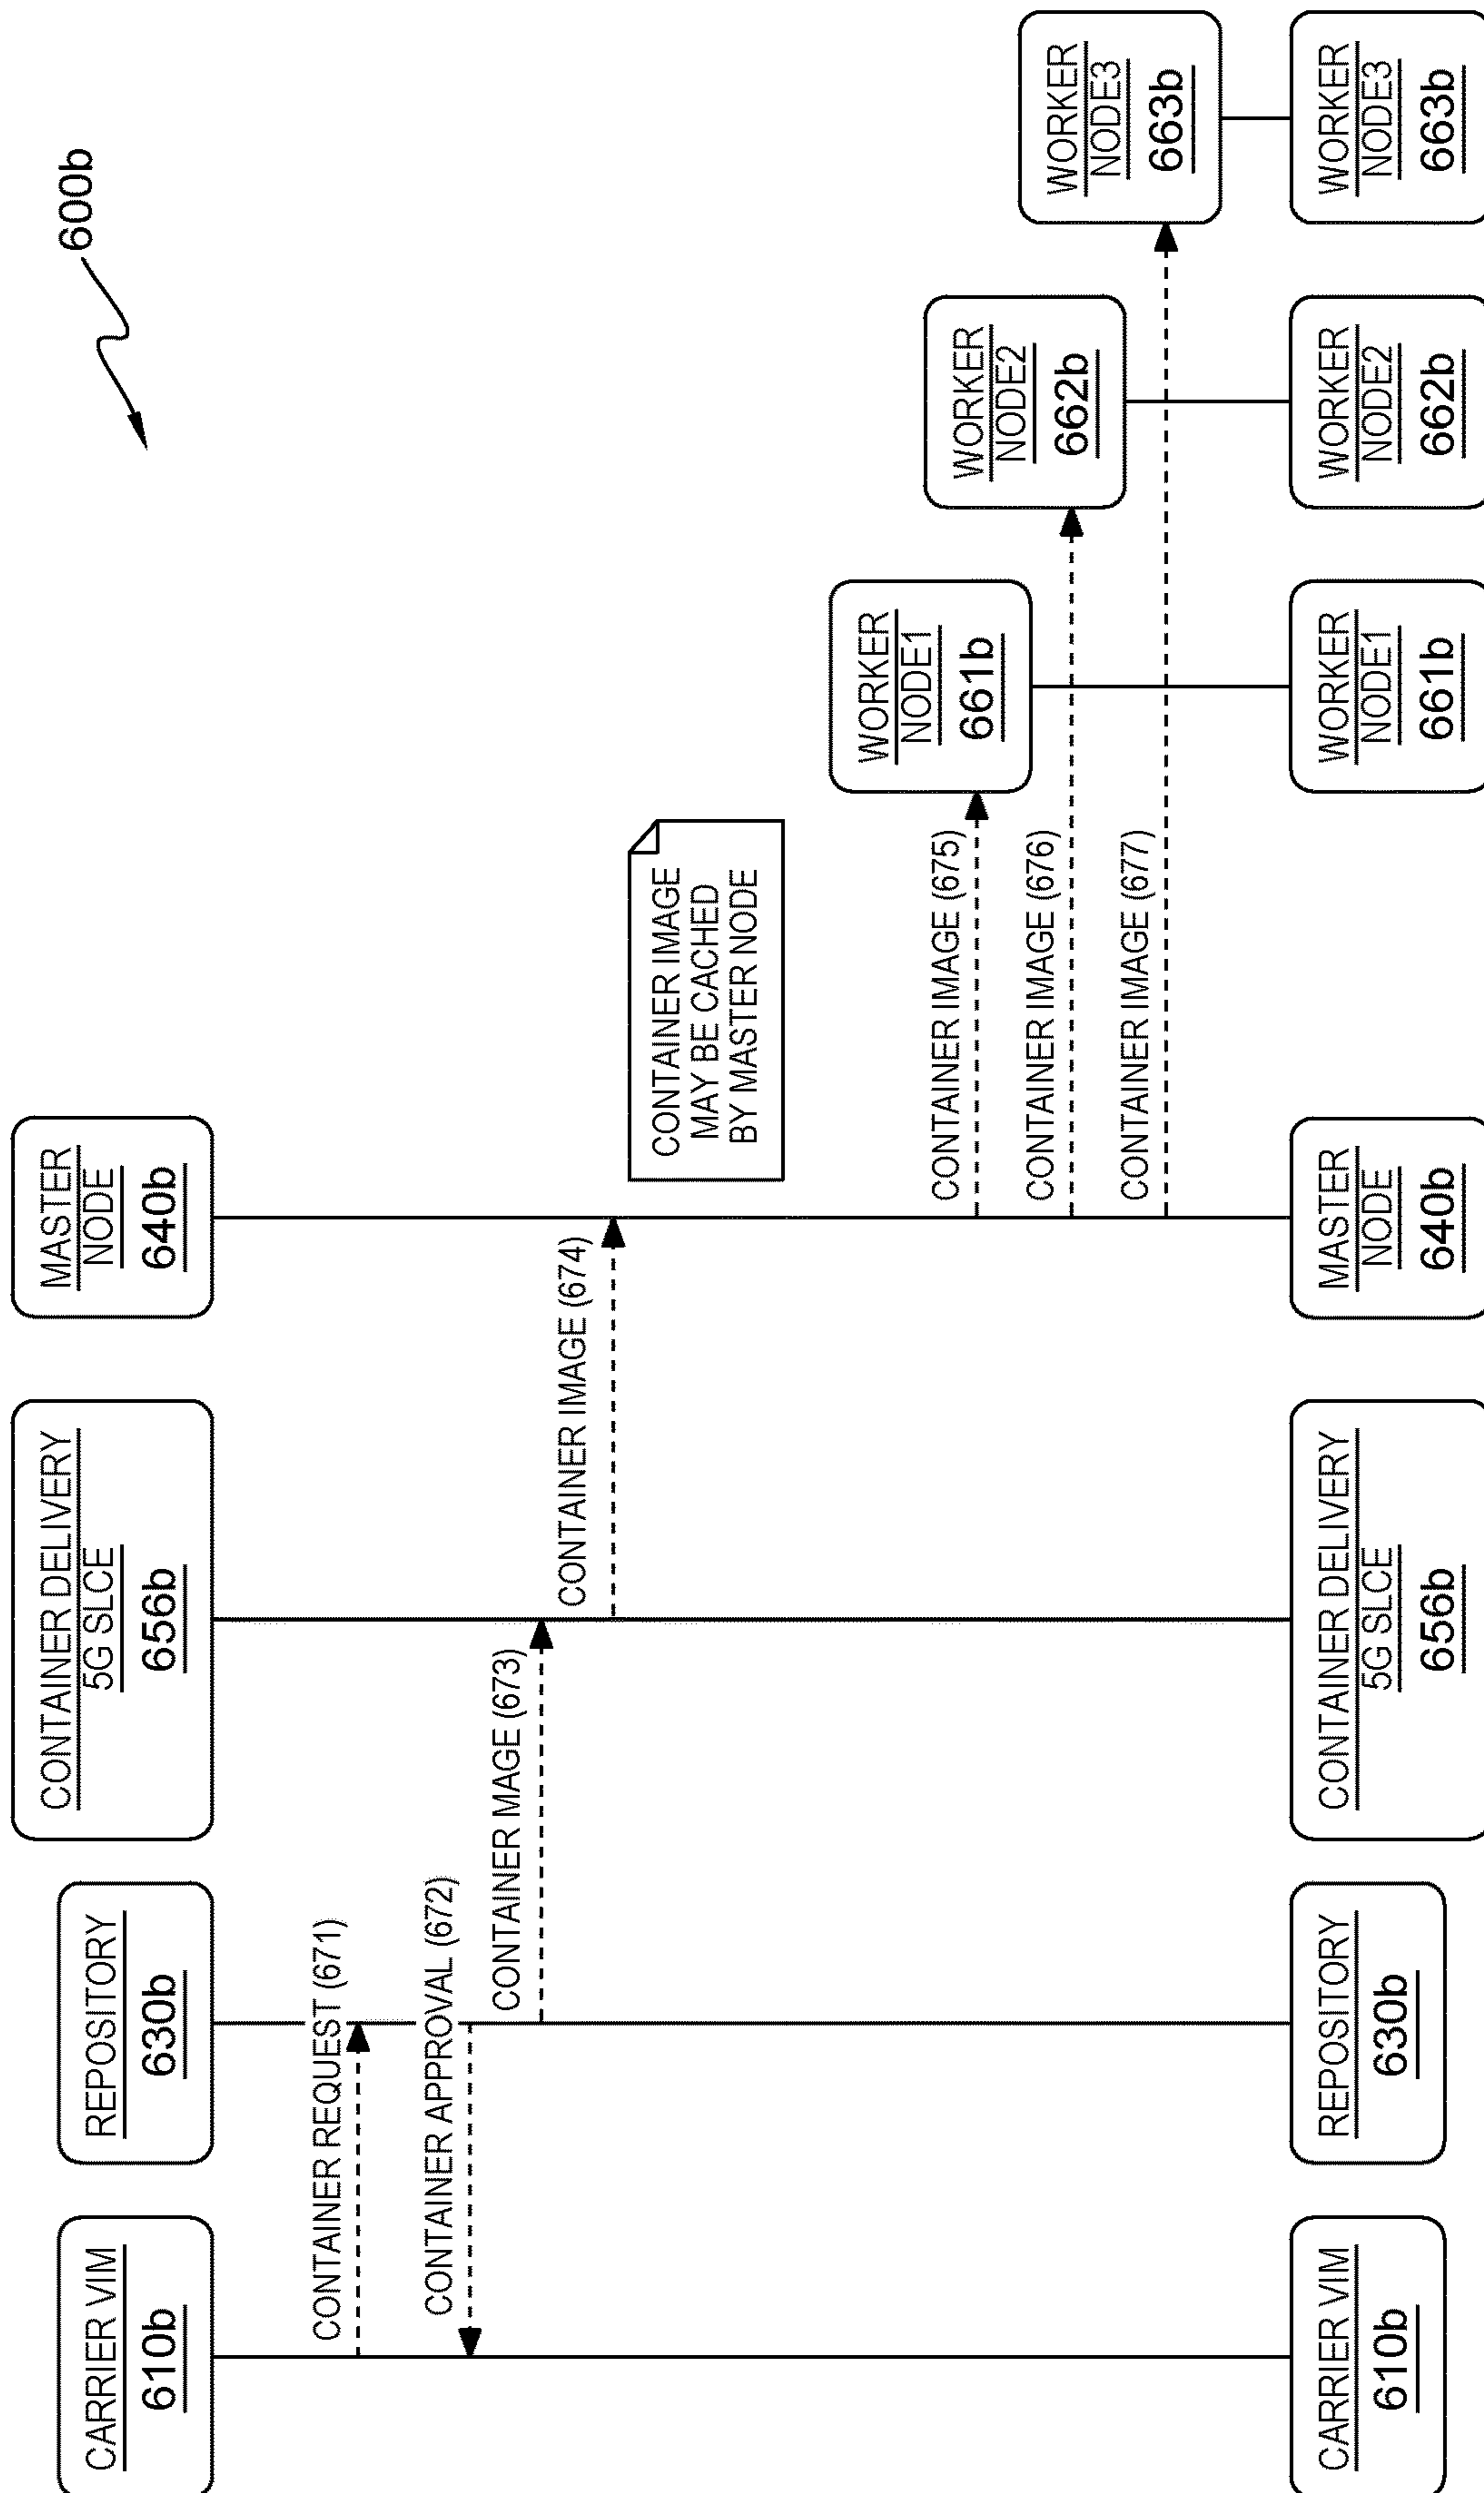 600b
CARRIER VIM
610b
REPOSITORY
630b
CONTAINER DELIVERY
5G SLCE
656b
MASTER
NODE
640b
CONTAINER REQUEST (671)
CONTAINER APPROVAL (672)
CONTAINER MAGE (673)
CONTAINER IMAGE (674)
CONTAINER IMAGE
MAY BE CACHED
BY MASTER NODE
WORKER
NODE1
661b
CONTAINER IMAGE (675)
WORKER
NODE2
662b
CONTAINER IMAGE (676)
WORKER
NODE3
663b
CONTAINER IMAGE (677)
CARRIER VIM
610b
REPOSITORY
630b
CONTAINER DELIVERY
5G SLCE
656b
MASTER
NODE
640b
WORKER
NODE1
661b
WORKER
NODE2
662b
WORKER
NODE3
663b